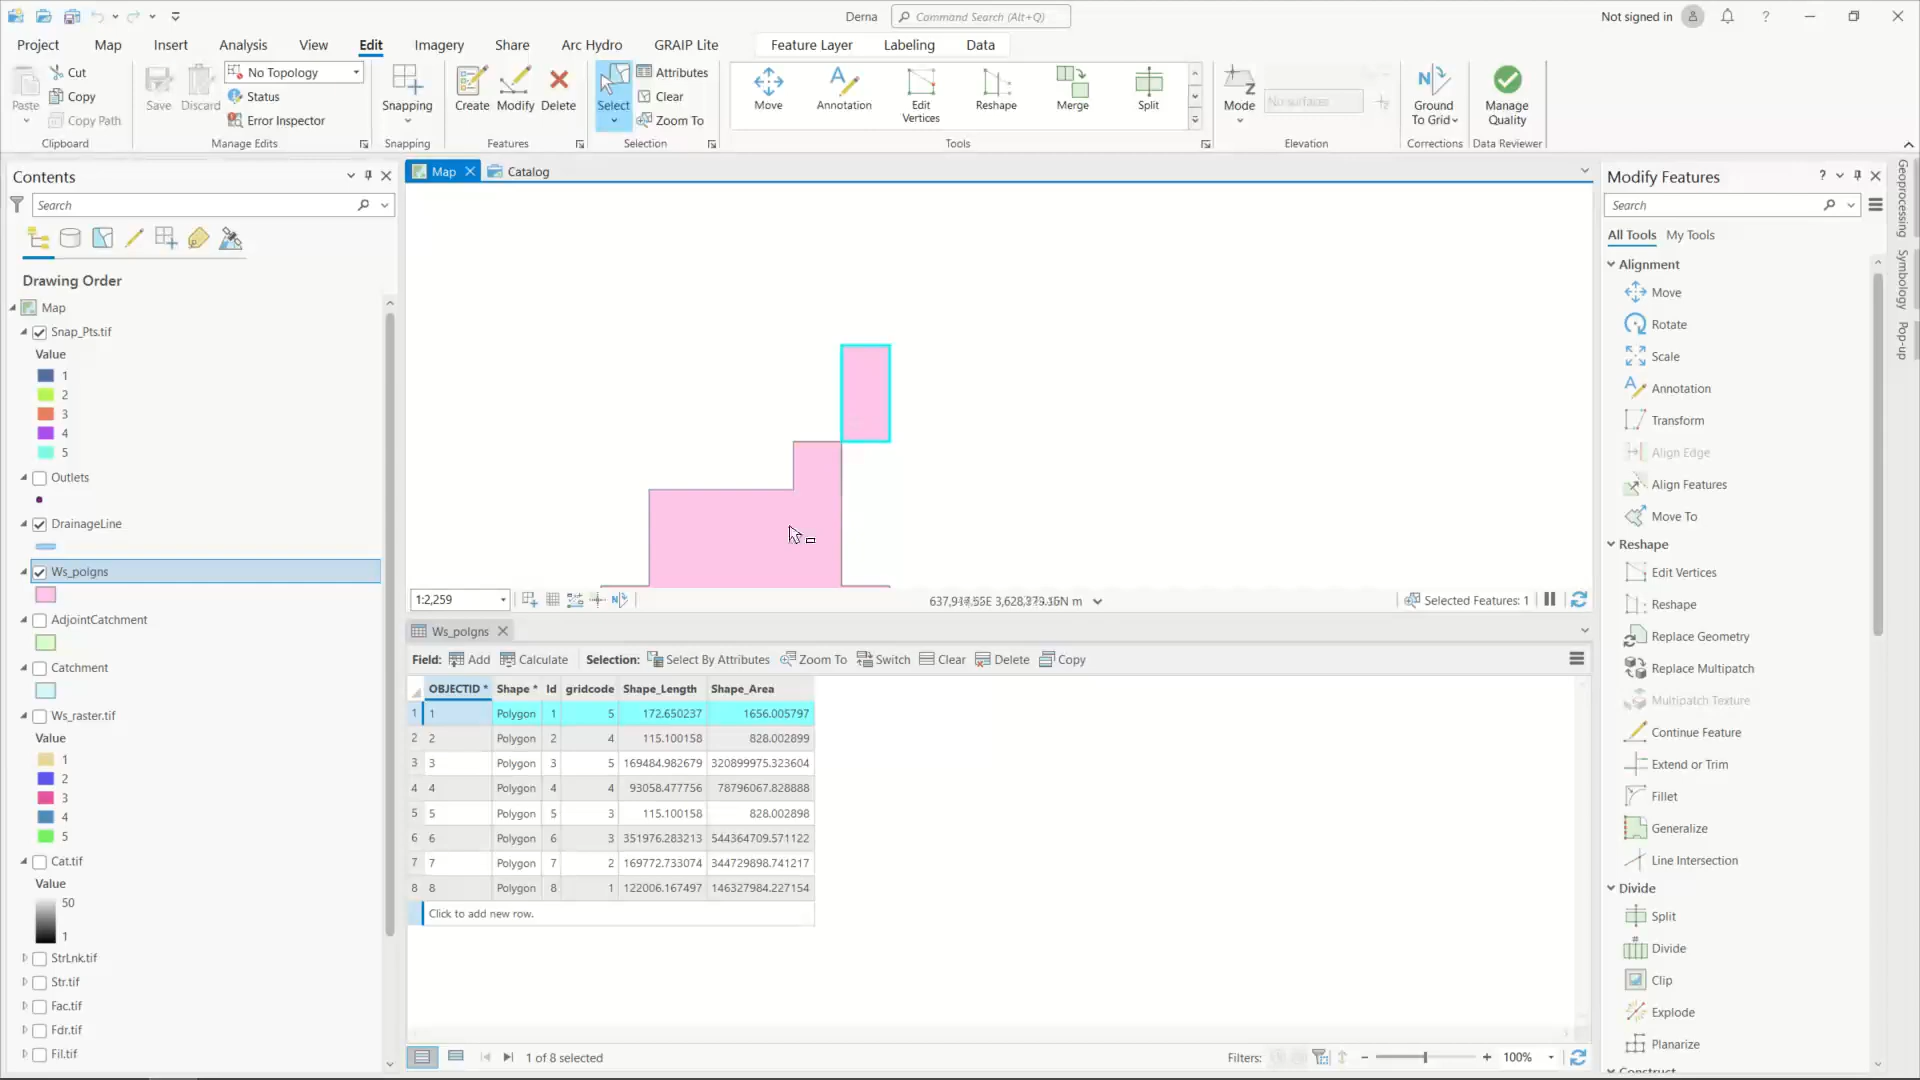 Derna
Command Search (Alt+Q)
Not signed in
Project Map Insert Analysis View Edit Imagery Share Arc Hydro GRAIP Lite Feature Layer Labeling Data
Paste
Cut
Copy
Copy Path
Clipboard
Save
Discard
No Topology
Status
Error Inspector
Manage Edits
Snapping
Snapping
Create
Modify
Delete
Features
Select
Attributes
Clear
Zoom To
Selection
Move
Annotation
Edit
Vertices
Reshape
Merge
Split
Tools
Mode
No surfaces
Elevation
Ground
To Grid
Corrections
Manage
Quality
Data Reviewer
Contents
Search
Drawing Order
Map
Snap_Pts.tif
Value
1
2
3
4
5
Outlets
DrainageLine
Ws_polgns
AdjointCatchment
Catchment
Ws_raster.tif
Value
1
2
3
4
5
Cat.tif
Value
50
1
StrLnk.tif
Str.tif
Fac.tif
Fdr.tif
Fil.tif
Map
Catalog
1:2,259
Selected Features: 1
Ws_polgns
Field: Add Calculate Selection: Select By Attributes Zoom To Switch Clear Delete Copy
OBJECTID * Shape * Id gridcode Shape_Length Shape_Area
1 1 Polygon 1 5 172.650237 1656.005797
2 2 Polygon 2 4 115.100158 828.002899
3 3 Polygon 3 5 169484.982679 320899975.323604
4 4 Polygon 4 4 93058.477756 78796067.828888
5 5 Polygon 5 3 115.100158 828.002898
6 6 Polygon 6 3 351976.283213 544364709.571122
7 7 Polygon 7 2 169772.733074 344729898.741217
8 8 Polygon 8 1 122006.167497 146327984.227154
Click to add new row.
1 of 8 selected
Filters:
100%
Modify Features
Search
All Tools My Tools
Alignment
Move
Rotate
Scale
Annotation
Transform
Align Edge
Align Features
Move To
Reshape
Edit Vertices
Reshape
Replace Geometry
Replace Multipatch
Multipatch Texture
Continue Feature
Extend or Trim
Fillet
Generalize
Line Intersection
Divide
Split
Divide
Clip
Explode
Planarize
Construct
Geoprocessing
Symbology
Pop-up